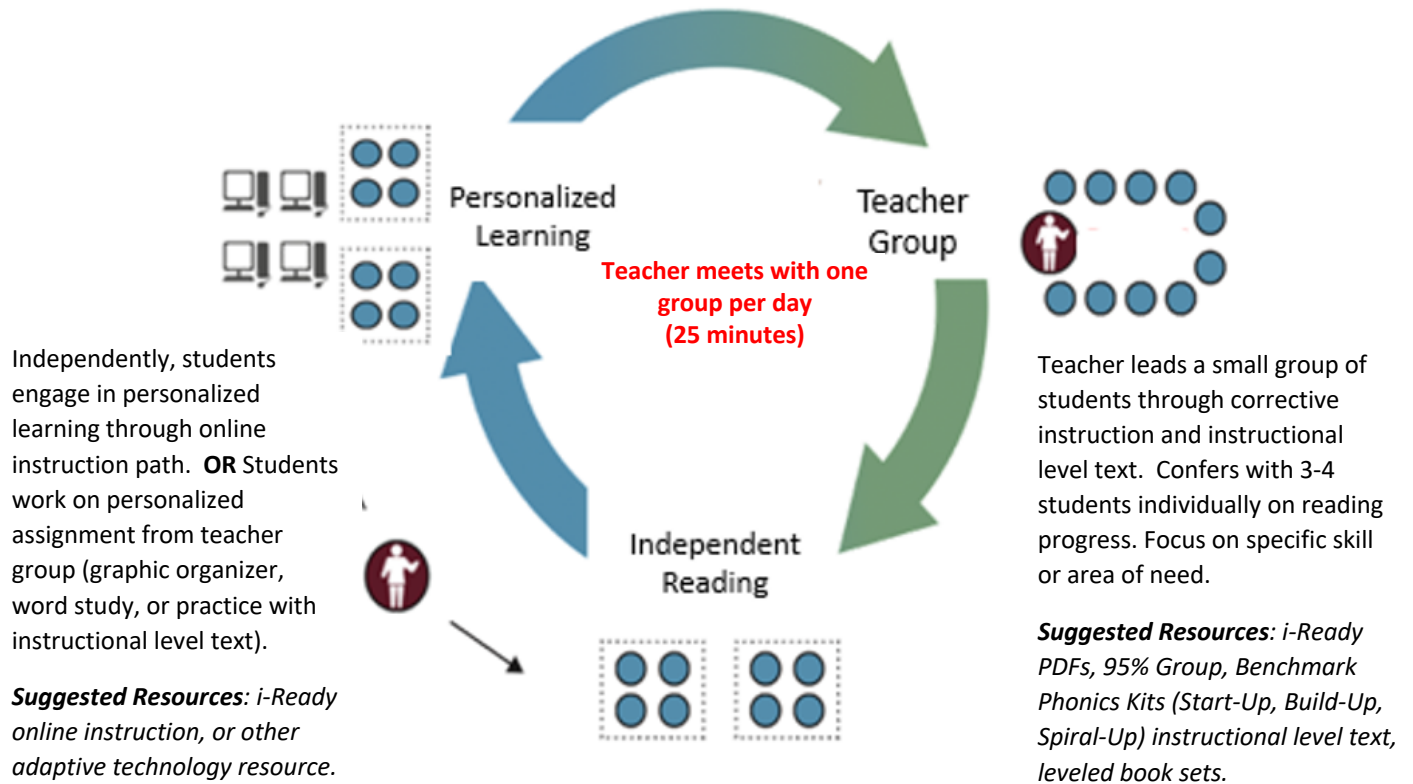 Personalized
Learning
Teacher
Group
Teacher meets with one
group per day
(25 minutes)
Independent
Reading
Independently, students
engage in personalized
learning through online
instruction path.  OR Students
work on personalized
assignment from teacher
group (graphic organizer,
word study, or practice with
instructional level text).
Suggested Resources: i-Ready
online instruction, or other
adaptive technology resource.
Teacher leads a small group of
students through corrective
instruction and instructional
level text.  Confers with 3-4
students individually on reading
progress. Focus on specific skill
or area of need.
Suggested Resources: i-Ready
PDFs, 95% Group, Benchmark
Phonics Kits (Start-Up, Build-Up,
Spiral-Up) instructional level text,
leveled book sets.